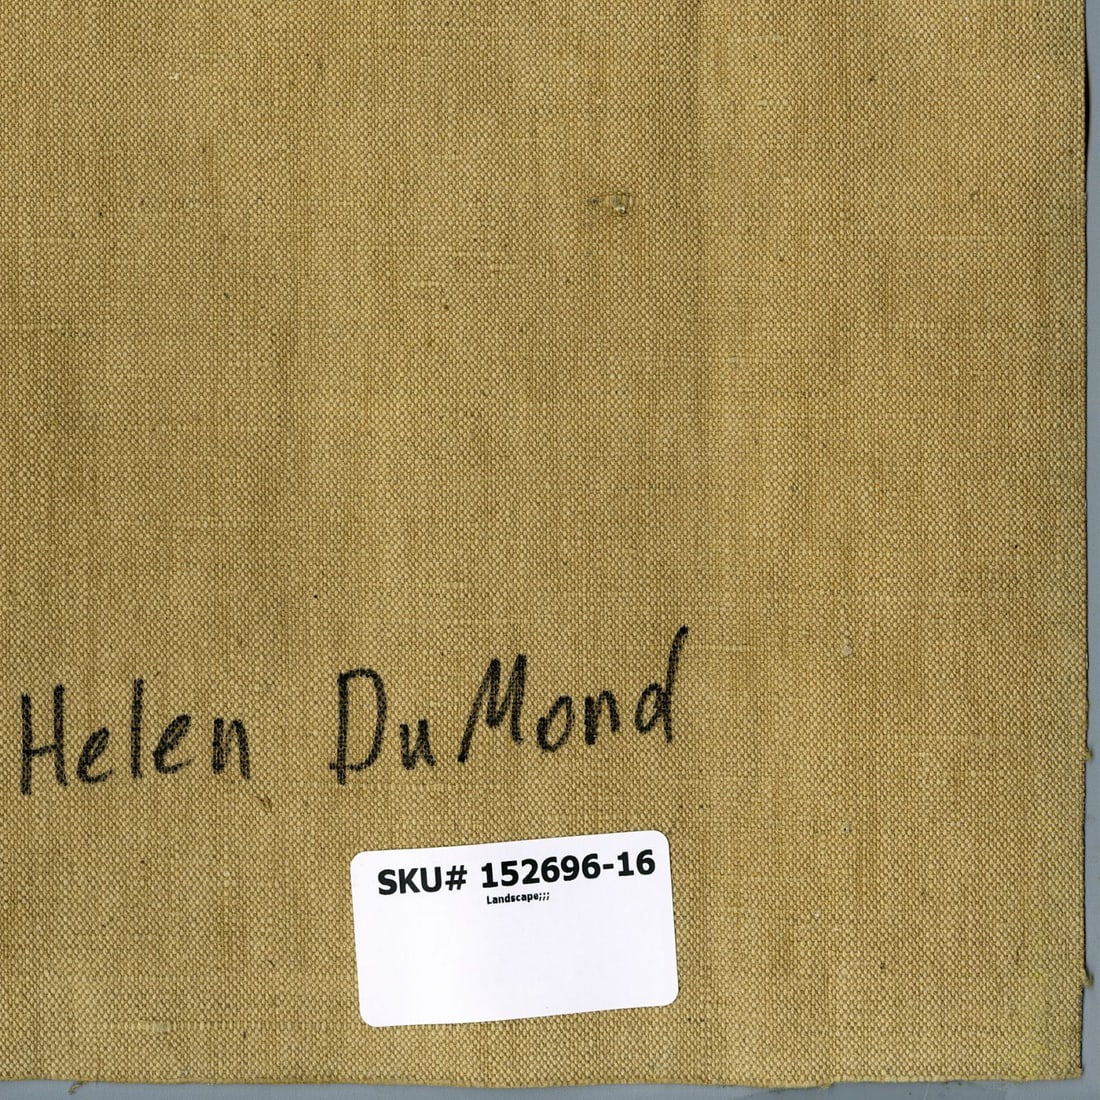 Helen DuMond
SKU# 152696-16
Landscape;;;